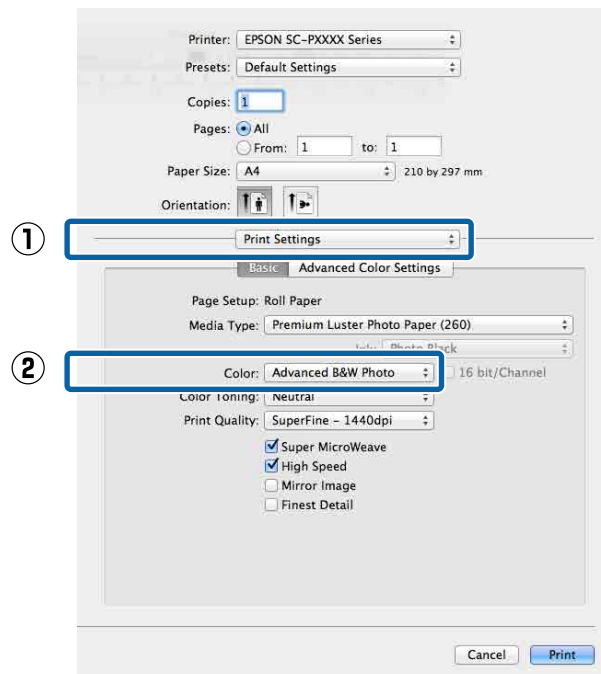 Printer: EPSON SC-PXXXX Series
Presets: Default Settings
Copies: 1
Pages: All
From: 1 to: 1
Paper Size: A4 210 by 297 mm
Orientation:
1 Print Settings
Basic Advanced Color Settings
Page Setup: Roll Paper
Media Type: Premium Luster Photo Paper (260)
Ink: Photo Black
2 Color: Advanced B&W Photo 16 bit/Channel
Color Toning: Neutral
Print Quality: SuperFine - 1440dpi
Super MicroWeave
High Speed
Mirror Image
Finest Detail
Cancel Print